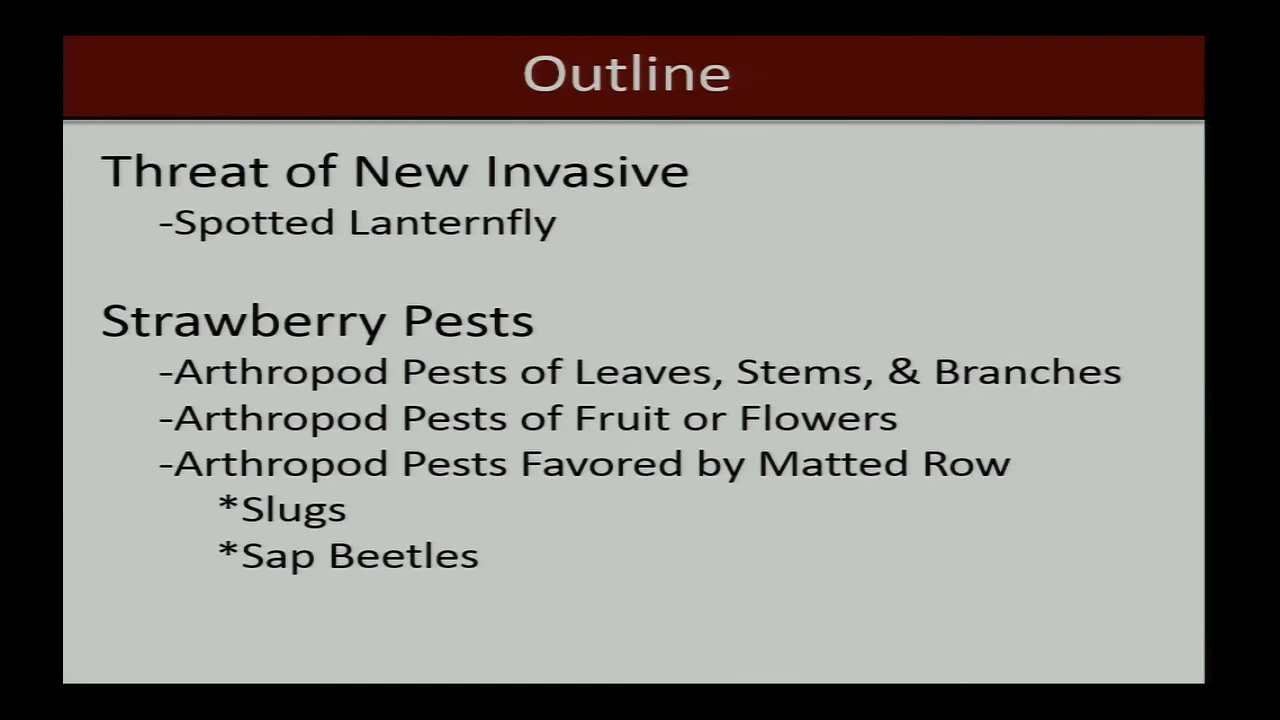 Outline
Threat of New Invasive
-Spotted Lanternfly
Strawberry Pests
-Arthropod Pests of Leaves, Stems, & Branches
-Arthropod Pests of Fruit or Flowers
-Arthropod Pests Favored by Matted Row
*Slugs
*Sap Beetles